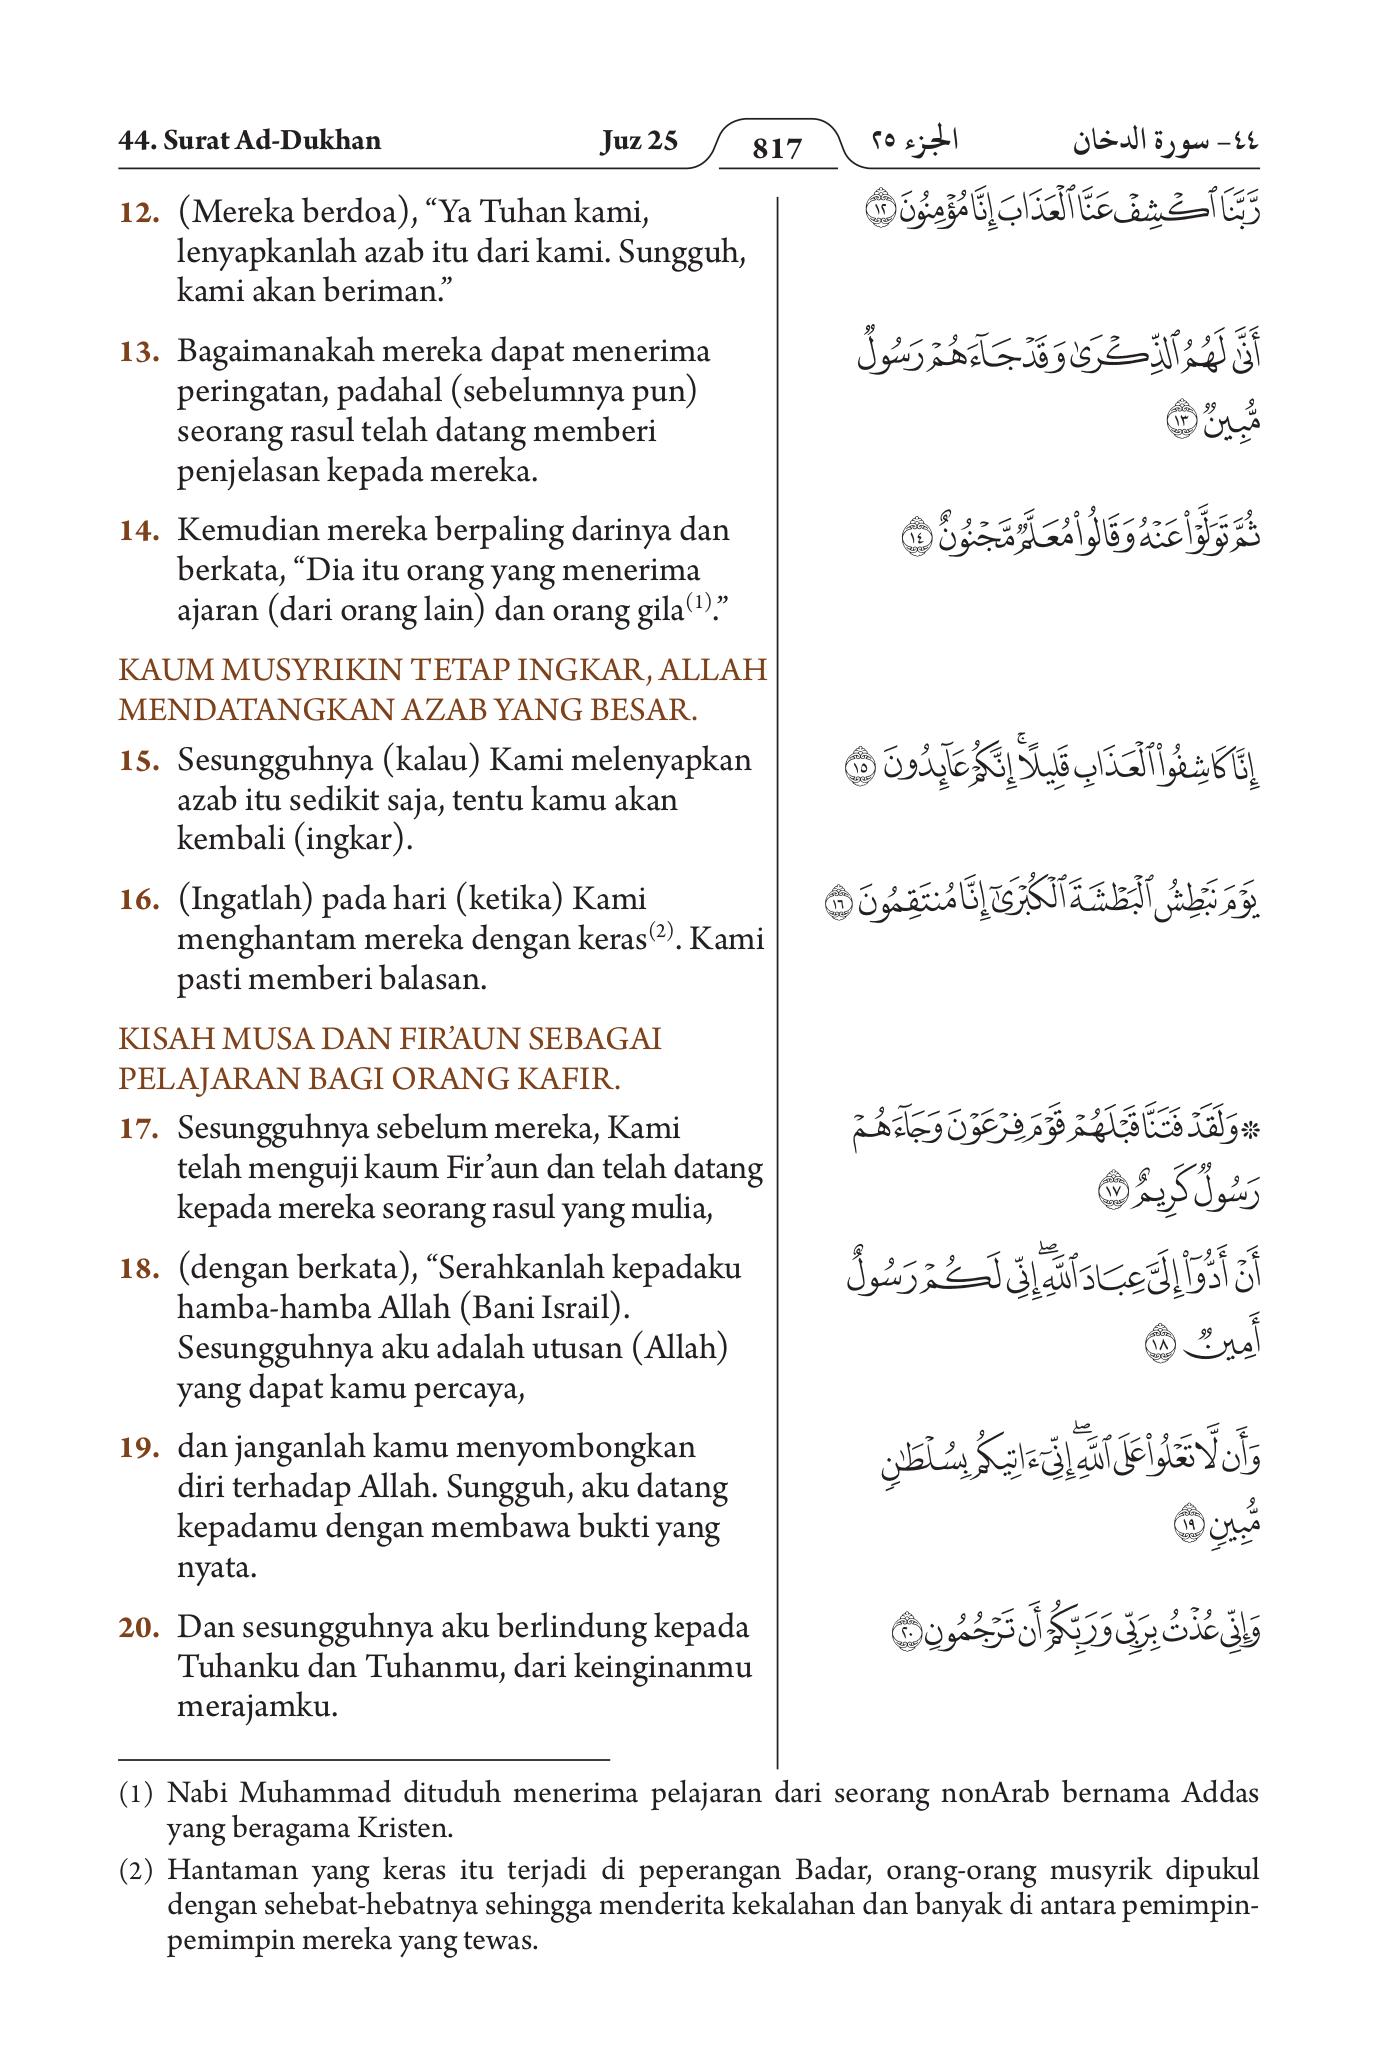 44. Surat Ad-Dukhan Juz 25 817 الجزء ٢٥ ٤٤- سورة الدخان
12. (Mereka berdoa), “Ya Tuhan kami,
lenyapkanlah azab itu dari kami. Sungguh,
kami akan beriman.”
13. Bagaimanakah mereka dapat menerima
peringatan, padahal (sebelumnya pun)
seorang rasul telah datang memberi
penjelasan kepada mereka.
14. Kemudian mereka berpaling darinya dan
berkata, “Dia itu orang yang menerima
ajaran (dari orang lain) dan orang gila(1).”
KAUM MUSYRIKIN TETAP INGKAR, ALLAH
MENDATANGKAN AZAB YANG BESAR.
15. Sesungguhnya (kalau) Kami melenyapkan
azab itu sedikit saja, tentu kamu akan
kembali (ingkar).
16. (Ingatlah) pada hari (ketika) Kami
menghantam mereka dengan keras(2). Kami
pasti memberi balasan.
KISAH MUSA DAN FIR’AUN SEBAGAI
PELAJARAN BAGI ORANG KAFIR.
17. Sesungguhnya sebelum mereka, Kami
telah menguji kaum Fir’aun dan telah datang
kepada mereka seorang rasul yang mulia,
18. (dengan berkata), “Serahkanlah kepadaku
hamba-hamba Allah (Bani Israil).
Sesungguhnya aku adalah utusan (Allah)
yang dapat kamu percaya,
19. dan janganlah kamu menyombongkan
diri terhadap Allah. Sungguh, aku datang
kepadamu dengan membawa bukti yang
nyata.
20. Dan sesungguhnya aku berlindung kepada
Tuhanku dan Tuhanmu, dari keinginanmu
merajamku.
رَّبَّنَا ٱكۡشِفۡ عَنَّا ٱلۡعَذَابَ إِنَّا مُؤۡمِنُونَ ١٢
أَنَّىٰ لَهُمُ ٱلذِّكۡرَىٰ وَقَدۡ جَآءَهُمۡ رَسُولٞ
مُّبِينٞ ١٣
ثُمَّ تَوَلَّوۡاْ عَنۡهُ وَقَالُواْ مُعَلَّمٞ مَّجۡنُونٌ ١٤
إِنَّا كَاشِفُواْ ٱلۡعَذَابِ قَلِيلًاۚ إِنَّكُمۡ عَآئِدُونَ ١٥
يَوۡمَ نَبۡطِشُ ٱلۡبَطۡشَةَ ٱلۡكُبۡرَىٰٓ إِنَّا مُنتَقِمُونَ ١٦
۞وَلَقَدۡ فَتَنَّا قَبۡلَهُمۡ قَوۡمَ فِرۡعَوۡنَ وَجَآءَهُمۡ
رَسُولٞ كَرِيمٌ ١٧
أَنۡ أَدُّوٓاْ إِلَيَّ عِبَادَ ٱللَّهِۖ إِنِّي لَكُمۡ رَسُولٌ
أَمِينٞ ١٨
وَأَن لَّا تَعۡلُواْ عَلَى ٱللَّهِۖ إِنِّيٓ ءَاتِيكُم بِسُلۡطَٰنٖ
مُّبِينٖ ١٩
وَإِنِّي عُذۡتُ بِرَبِّي وَرَبِّكُمۡ أَن تَرۡجُمُونِ ٢٠
(1) Nabi Muhammad dituduh menerima pelajaran dari seorang nonArab bernama Addas
yang beragama Kristen.
(2) Hantaman yang keras itu terjadi di peperangan Badar, orang-orang musyrik dipukul
dengan sehebat-hebatnya sehingga menderita kekalahan dan banyak di antara pemimpin-
pemimpin mereka yang tewas.